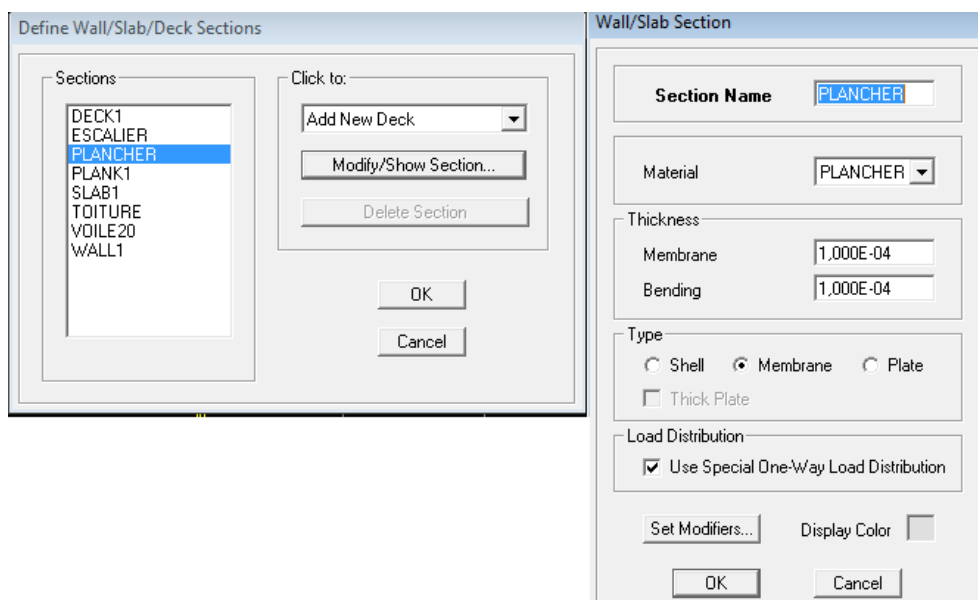 Define Wall/Slab/Deck Sections
Sections
DECK1
ESCALIER
PLANCHER
PLANK1
SLAB1
TOITURE
VOILE20
WALL1
Click to:
Add New Deck
Modify/Show Section...
Delete Section
OK
Cancel
Wall/Slab Section
Section Name PLANCHER
Material PLANCHER
Thickness
Membrane 1,000E-04
Bending 1,000E-04
Type
Shell Membrane Plate
Thick Plate
Load Distribution
Use Special One-Way Load Distribution
Set Modifiers... Display Color
OK Cancel